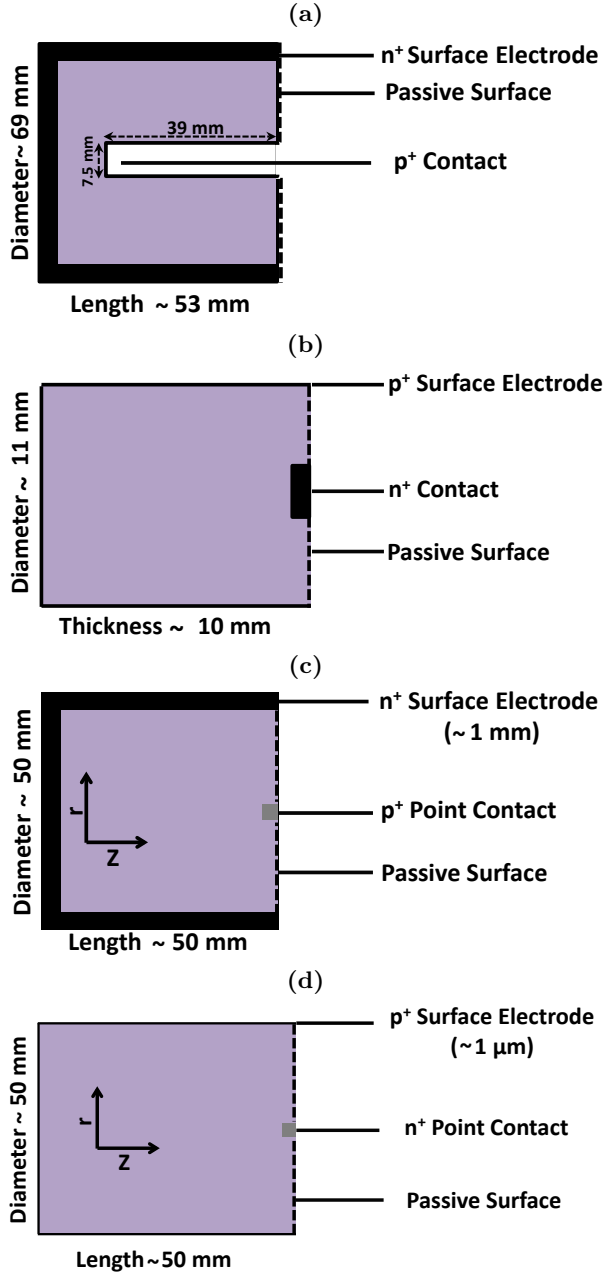 (a)
n⁺ Surface Electrode
Passive Surface
39 mm
7.5 mm
p⁺ Contact
Diameter~ 69 mm
Length ~ 53 mm
(b)
p⁺ Surface Electrode
n⁺ Contact
Passive Surface
Diameter ~ 11 mm
Thickness ~ 10 mm
(c)
n⁺ Surface Electrode
(~ 1 mm)
p⁺ Point Contact
r
Z
Passive Surface
Diameter ~ 50 mm
Length ~ 50 mm
(d)
p⁺ Surface Electrode
(~1 µm)
n⁺ Point Contact
r
Z
Passive Surface
Diameter ~ 50 mm
Length~50 mm